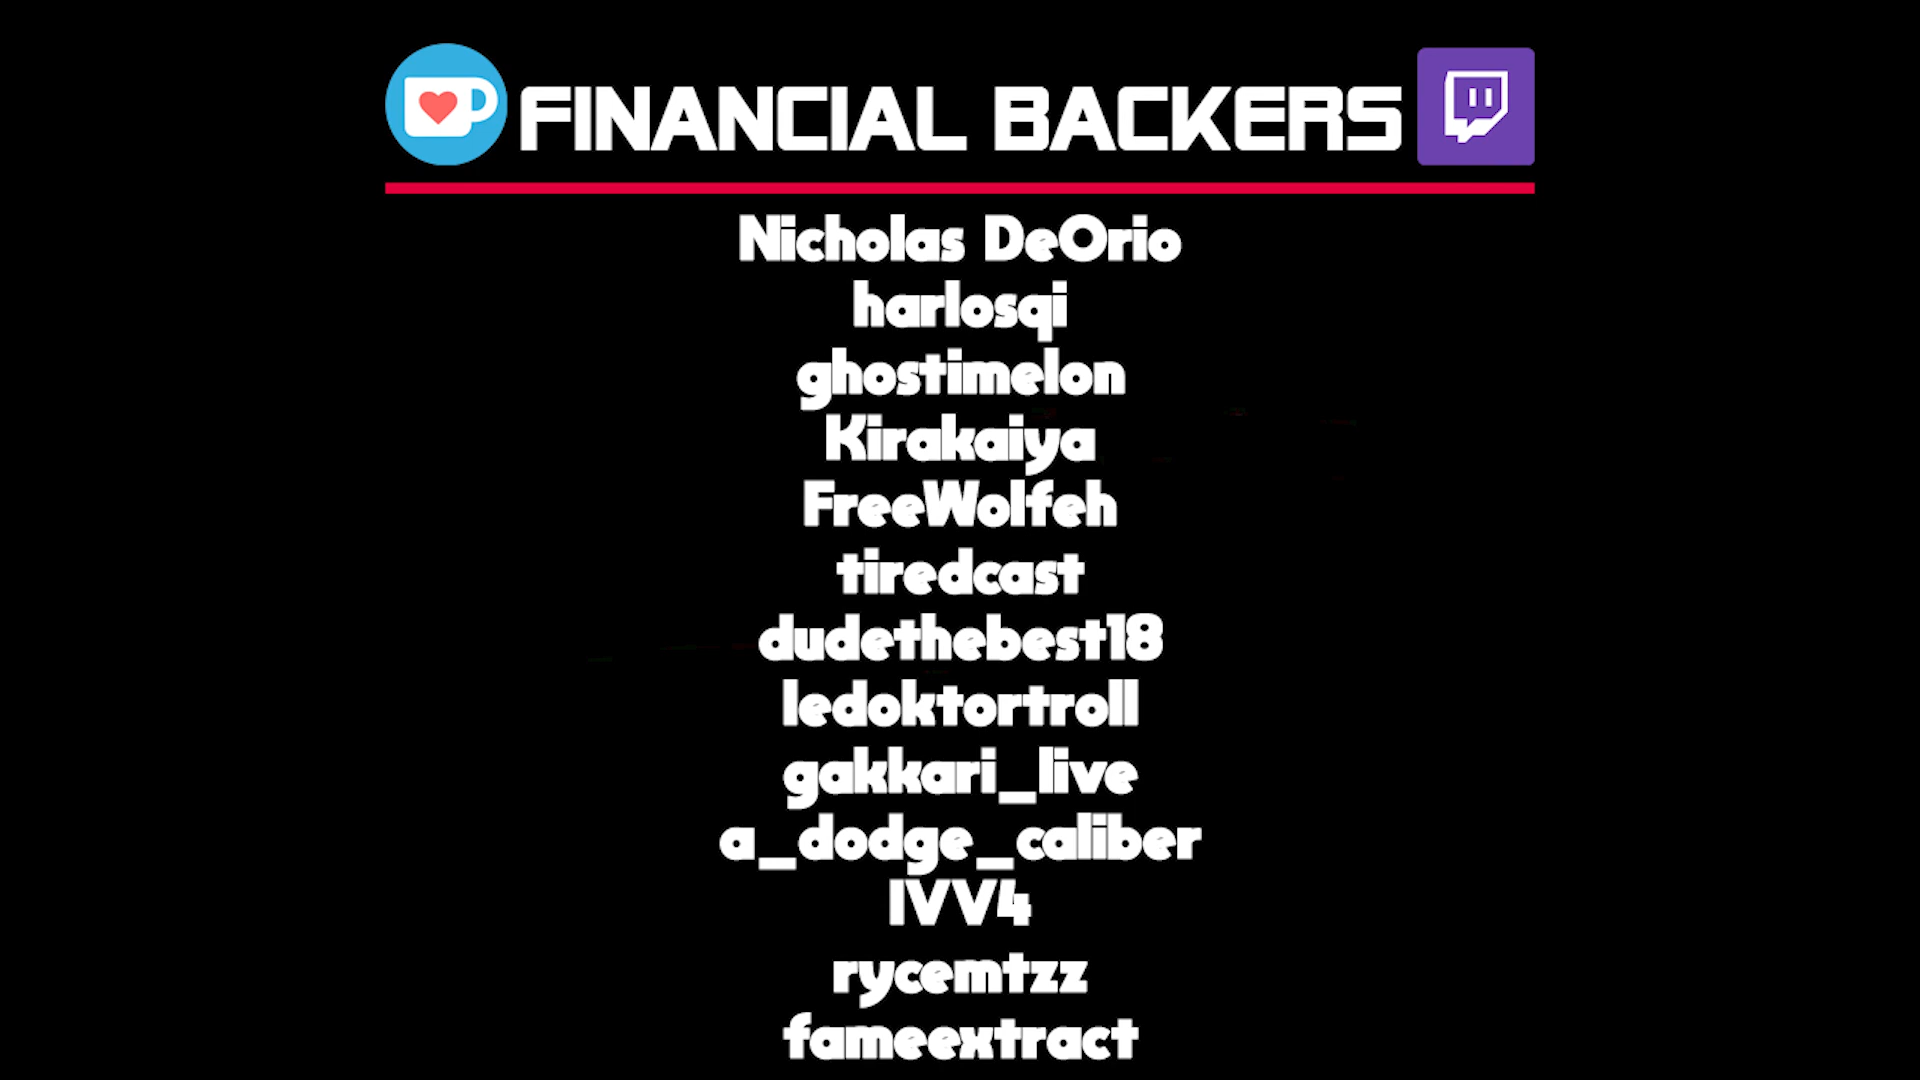 FINANCIAL BACKERS
Nicholas DeOrio
harlosqi
ghostimelon
Kirakaiya
FreeWolfeh
tiredcast
dudethebest18
ledoktortroll
gakkari_live
a_dodge_caliber
IVV4
rycemtzz
fameextract